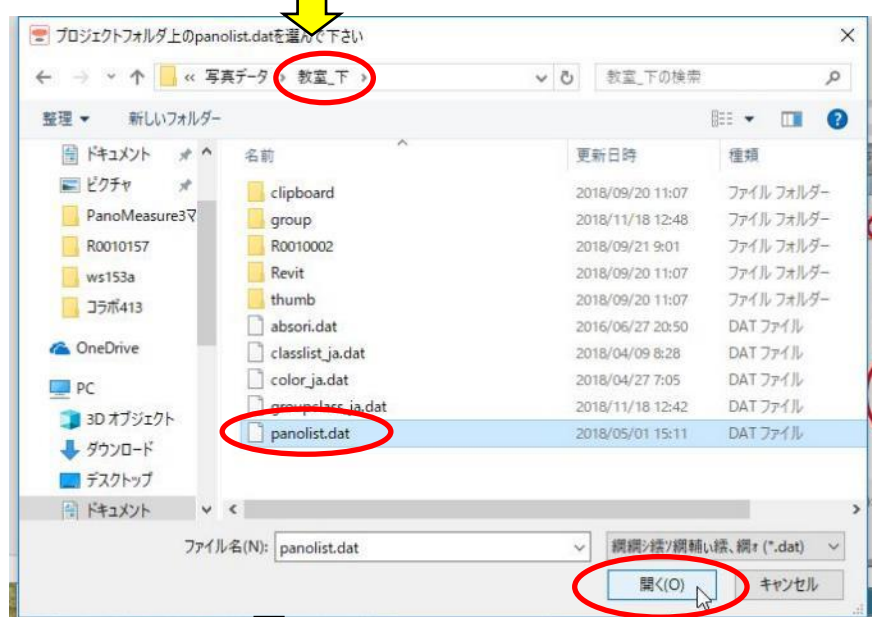 プロジェクトフォルダ上のpanolist.datを選んで下さい
« 写真データ › 教室_下 ›
教室_下の検索
整理 新しいフォルダー
名前 更新日時 種類
ドキュメント
ピクチャ
PanoMeasure3マ
R0010157
ws153a
コラボ413
OneDrive
PC
3D オブジェクト
ダウンロード
デスクトップ
ドキュメント
clipboard 2018/09/20 11:07 ファイル フォルダー
group 2018/11/18 12:48 ファイル フォルダー
R0010002 2018/09/21 9:01 ファイル フォルダー
Revit 2018/09/20 11:07 ファイル フォルダー
thumb 2018/09/20 11:07 ファイル フォルダー
absori.dat 2016/06/27 20:50 DAT ファイル
classlist_ja.dat 2018/04/09 8:28 DAT ファイル
color_ja.dat 2018/04/27 7:05 DAT ファイル
groupclass_ja.dat 2018/11/18 12:42 DAT ファイル
panolist.dat 2018/05/01 15:11 DAT ファイル
ファイル名(N): panolist.dat
(*.dat)
開く(O) キャンセル